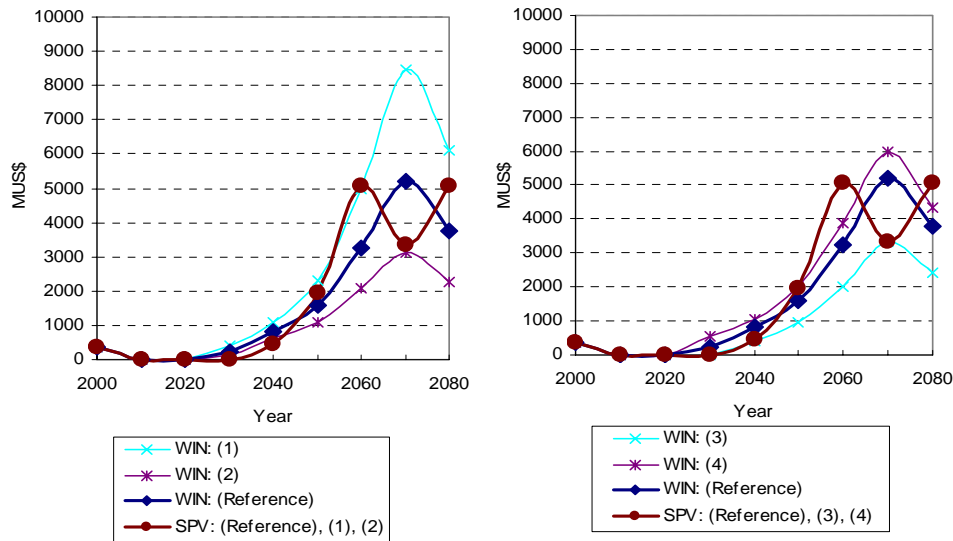 10000
9000
8000
7000
6000
5000
4000
3000
2000
1000
0
MUS$
2000 2020 2040 2060 2080
Year
WIN: (1)
WIN: (2)
WIN: (Reference)
SPV: (Reference), (1), (2)
10000
9000
8000
7000
6000
5000
4000
3000
2000
1000
0
MUS$
2000 2020 2040 2060 2080
Year
WIN: (3)
WIN: (4)
WIN: (Reference)
SPV: (Reference), (3), (4)